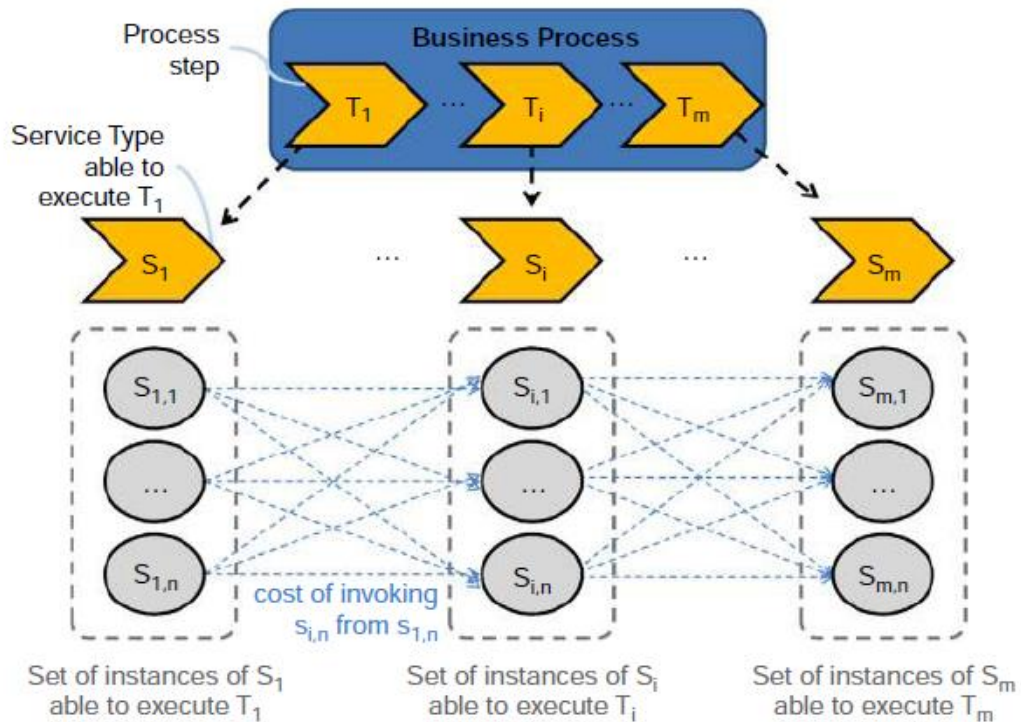 Business Process
Process
step
T1 ... Ti ... Tm
Service Type
able to
execute T1
S1 ... Si ... Sm
S1,1 Si,1 Sm,1
... ... ...
S1,n Si,n Sm,n
cost of invoking
si,n from s1,n
Set of instances of S1
able to execute T1
Set of instances of Si
able to execute Ti
Set of instances of Sm
able to execute Tm